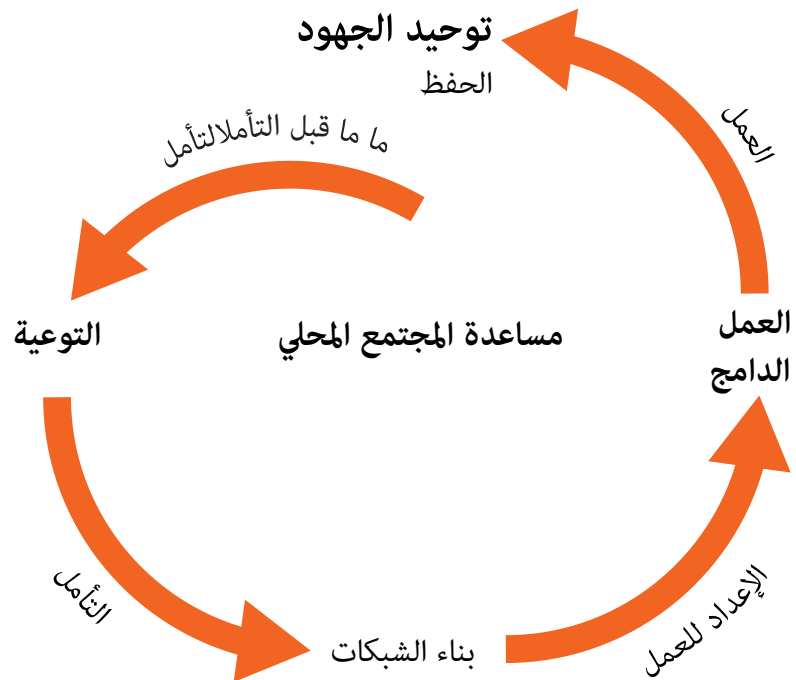 توحيد الجهود
الحفظ
ما ما قبل التأملالتأمل
العمل
التوعية
مساعدة المجتمع المحلي
العمل
الدامج
التأمل
بناء الشبكات
الإعداد للعمل